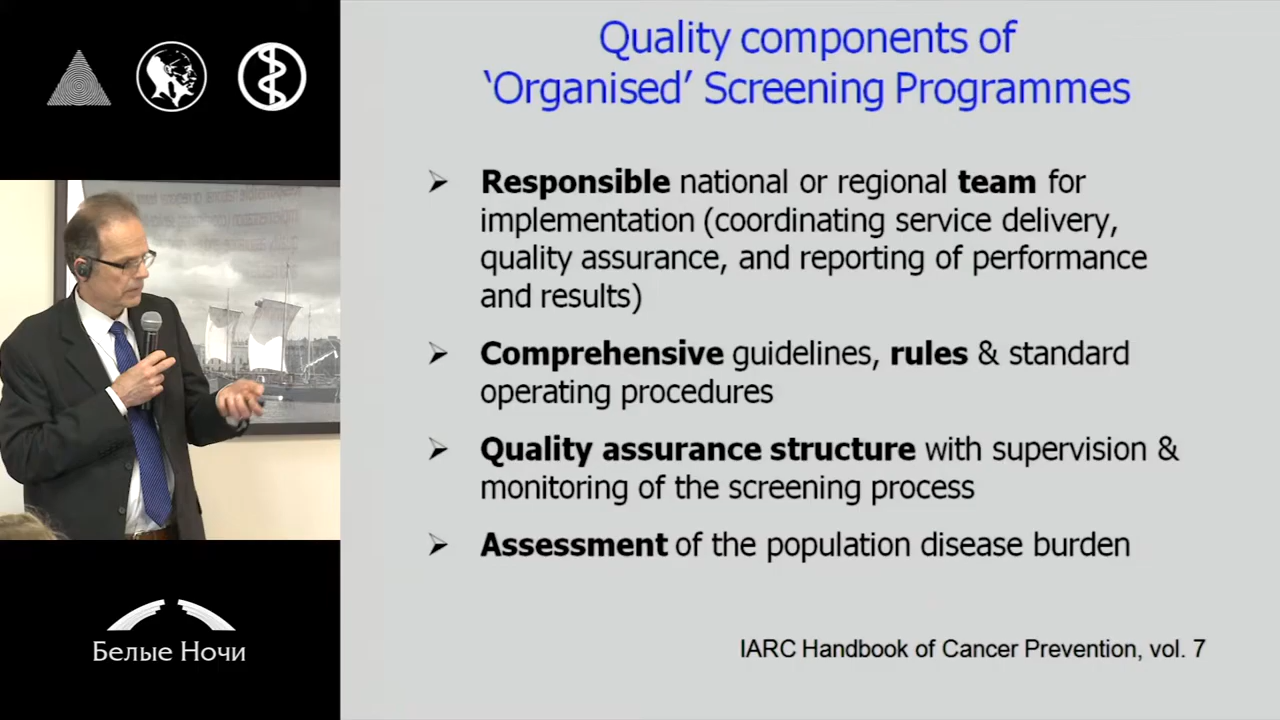 Quality components of
‘Organised’ Screening Programmes
Responsible national or regional team for
implementation (coordinating service delivery,
quality assurance, and reporting of performance
and results)
Comprehensive guidelines, rules & standard
operating procedures
Quality assurance structure with supervision &
monitoring of the screening process
Assessment of the population disease burden
IARC Handbook of Cancer Prevention, vol. 7
Белые Ночи